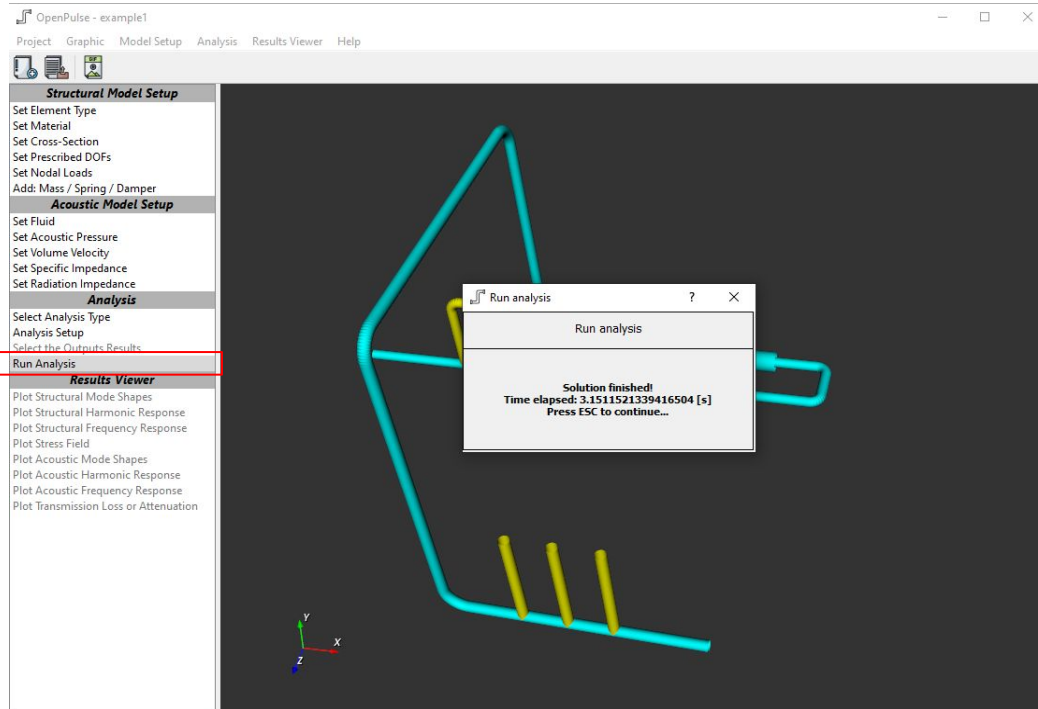 OpenPulse - example1
Project Graphic Model Setup Analysis Results Viewer Help
Structural Model Setup
Set Element Type
Set Material
Set Cross-Section
Set Prescribed DOFs
Set Nodal Loads
Add: Mass / Spring / Damper
Acoustic Model Setup
Set Fluid
Set Acoustic Pressure
Set Volume Velocity
Set Specific Impedance
Set Radiation Impedance
Analysis
Select Analysis Type
Analysis Setup
Select the Outputs Results
Run Analysis
Results Viewer
Plot Structural Mode Shapes
Plot Structural Harmonic Response
Plot Structural Frequency Response
Plot Stress Field
Plot Acoustic Mode Shapes
Plot Acoustic Harmonic Response
Plot Acoustic Frequency Response
Plot Transmission Loss or Attenuation
Run analysis ?
Run analysis
Solution finished!
Time elapsed: 3.1511521339416504 [s]
Press ESC to continue...
Y
X
Z